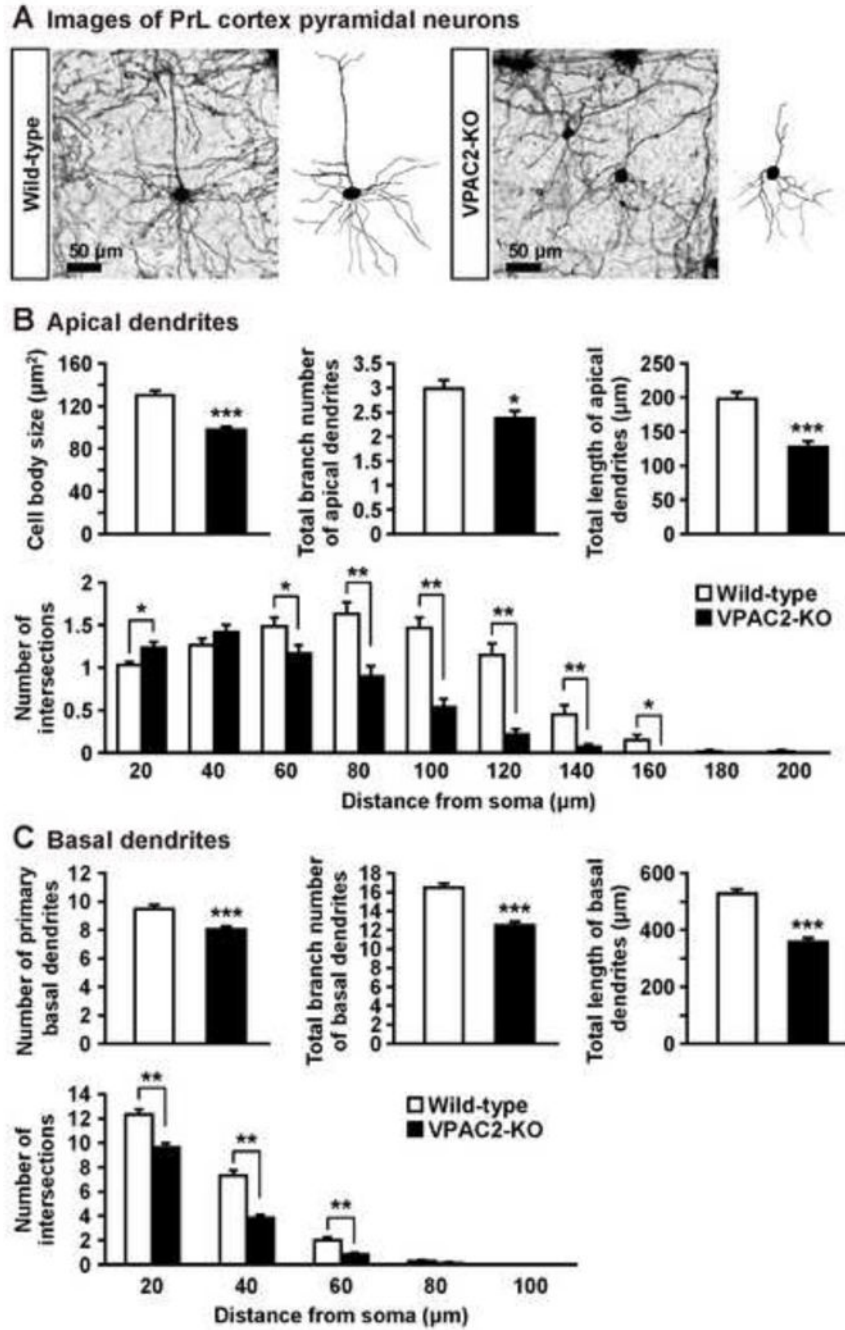 A Images of PrL cortex pyramidal neurons
Wild-type
50 µm
VPAC2-KO
50 µm
B Apical dendrites
Cell body size (µm²)
160
120
80
40
0
***
Total branch number
of apical dendrites
3.5
3
2.5
2
1.5
1
0.5
0
*
Total length of apical
dendrites (µm)
250
200
150
100
50
0
***
Number of
intersections
2
1.5
1
0.5
0
* * ** ** ** ** *
Wild-type
VPAC2-KO
20 40 60 80 100 120 140 160 180 200
Distance from soma (µm)
C Basal dendrites
Number of primary
basal dendrites
12
10
8
6
4
2
0
***
Total branch number
of basal dendrites
18
16
14
12
10
8
6
4
2
0
***
Total length of basal
dendrites (µm)
600
400
200
0
***
Number of
intersections
14
12
10
8
6
4
2
0
** ** **
Wild-type
VPAC2-KO
20 40 60 80 100
Distance from soma (µm)